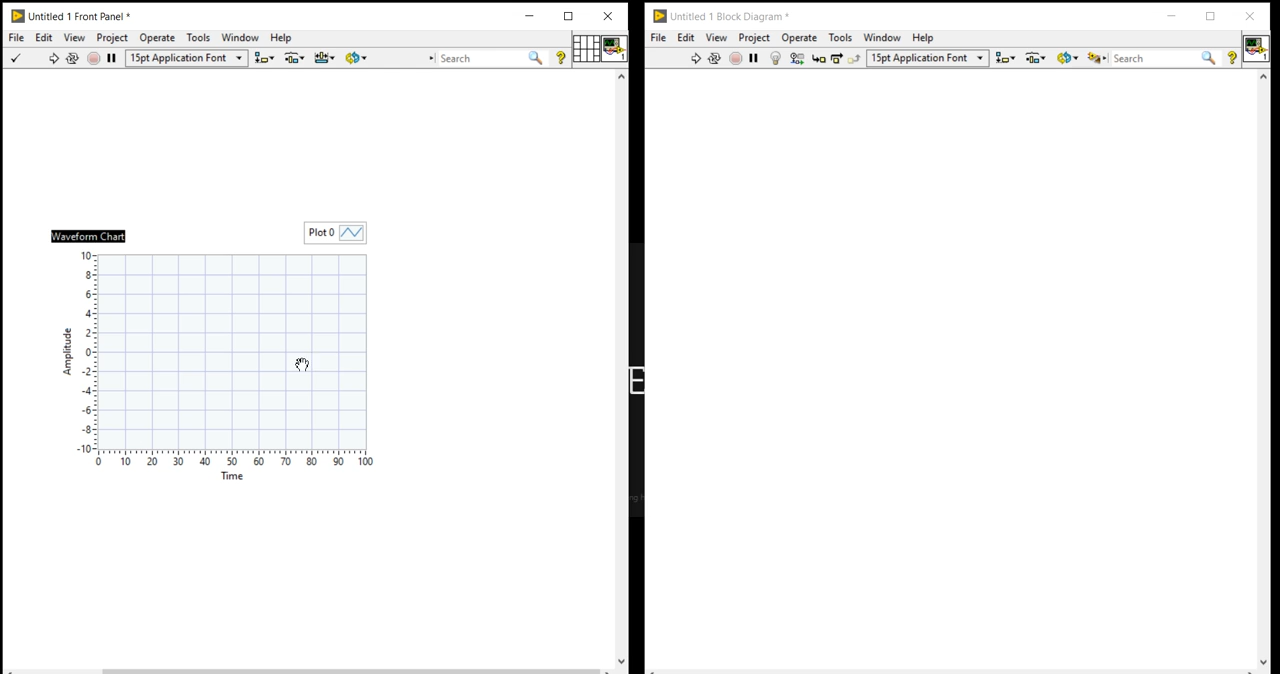 Untitled 1 Front Panel *
File Edit View Project Operate Tools Window Help
15pt Application Font
Search
?
1
Waveform Chart
Plot 0
10
8
6
4
2
0
-2
-4
-6
-8
-10
Amplitude
0 10 20 30 40 50 60 70 80 90 100
Time
E
Untitled 1 Block Diagram *
File Edit View Project Operate Tools Window Help
15pt Application Font
Search
?
1